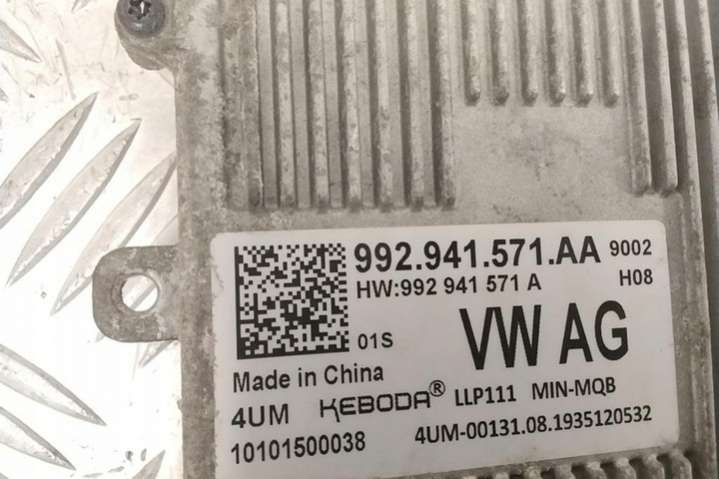 992.941.571.AA 9002
HW:992 941 571 A H08
01S VW AG
Made in China
4UM KEBODA® LLP111 MIN-MQB
10101500038 4UM-00131.08.1935120532